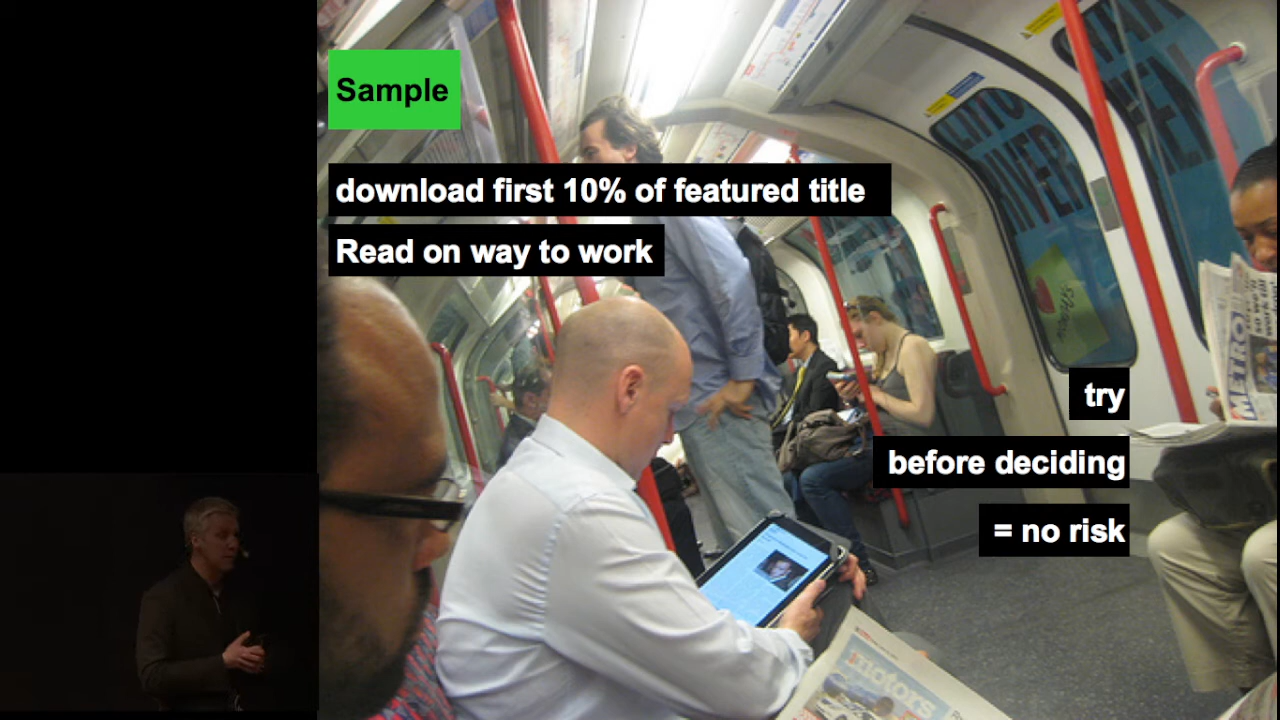 Sample
download first 10% of featured title
Read on way to work
try
before deciding
= no risk
METRO
motors